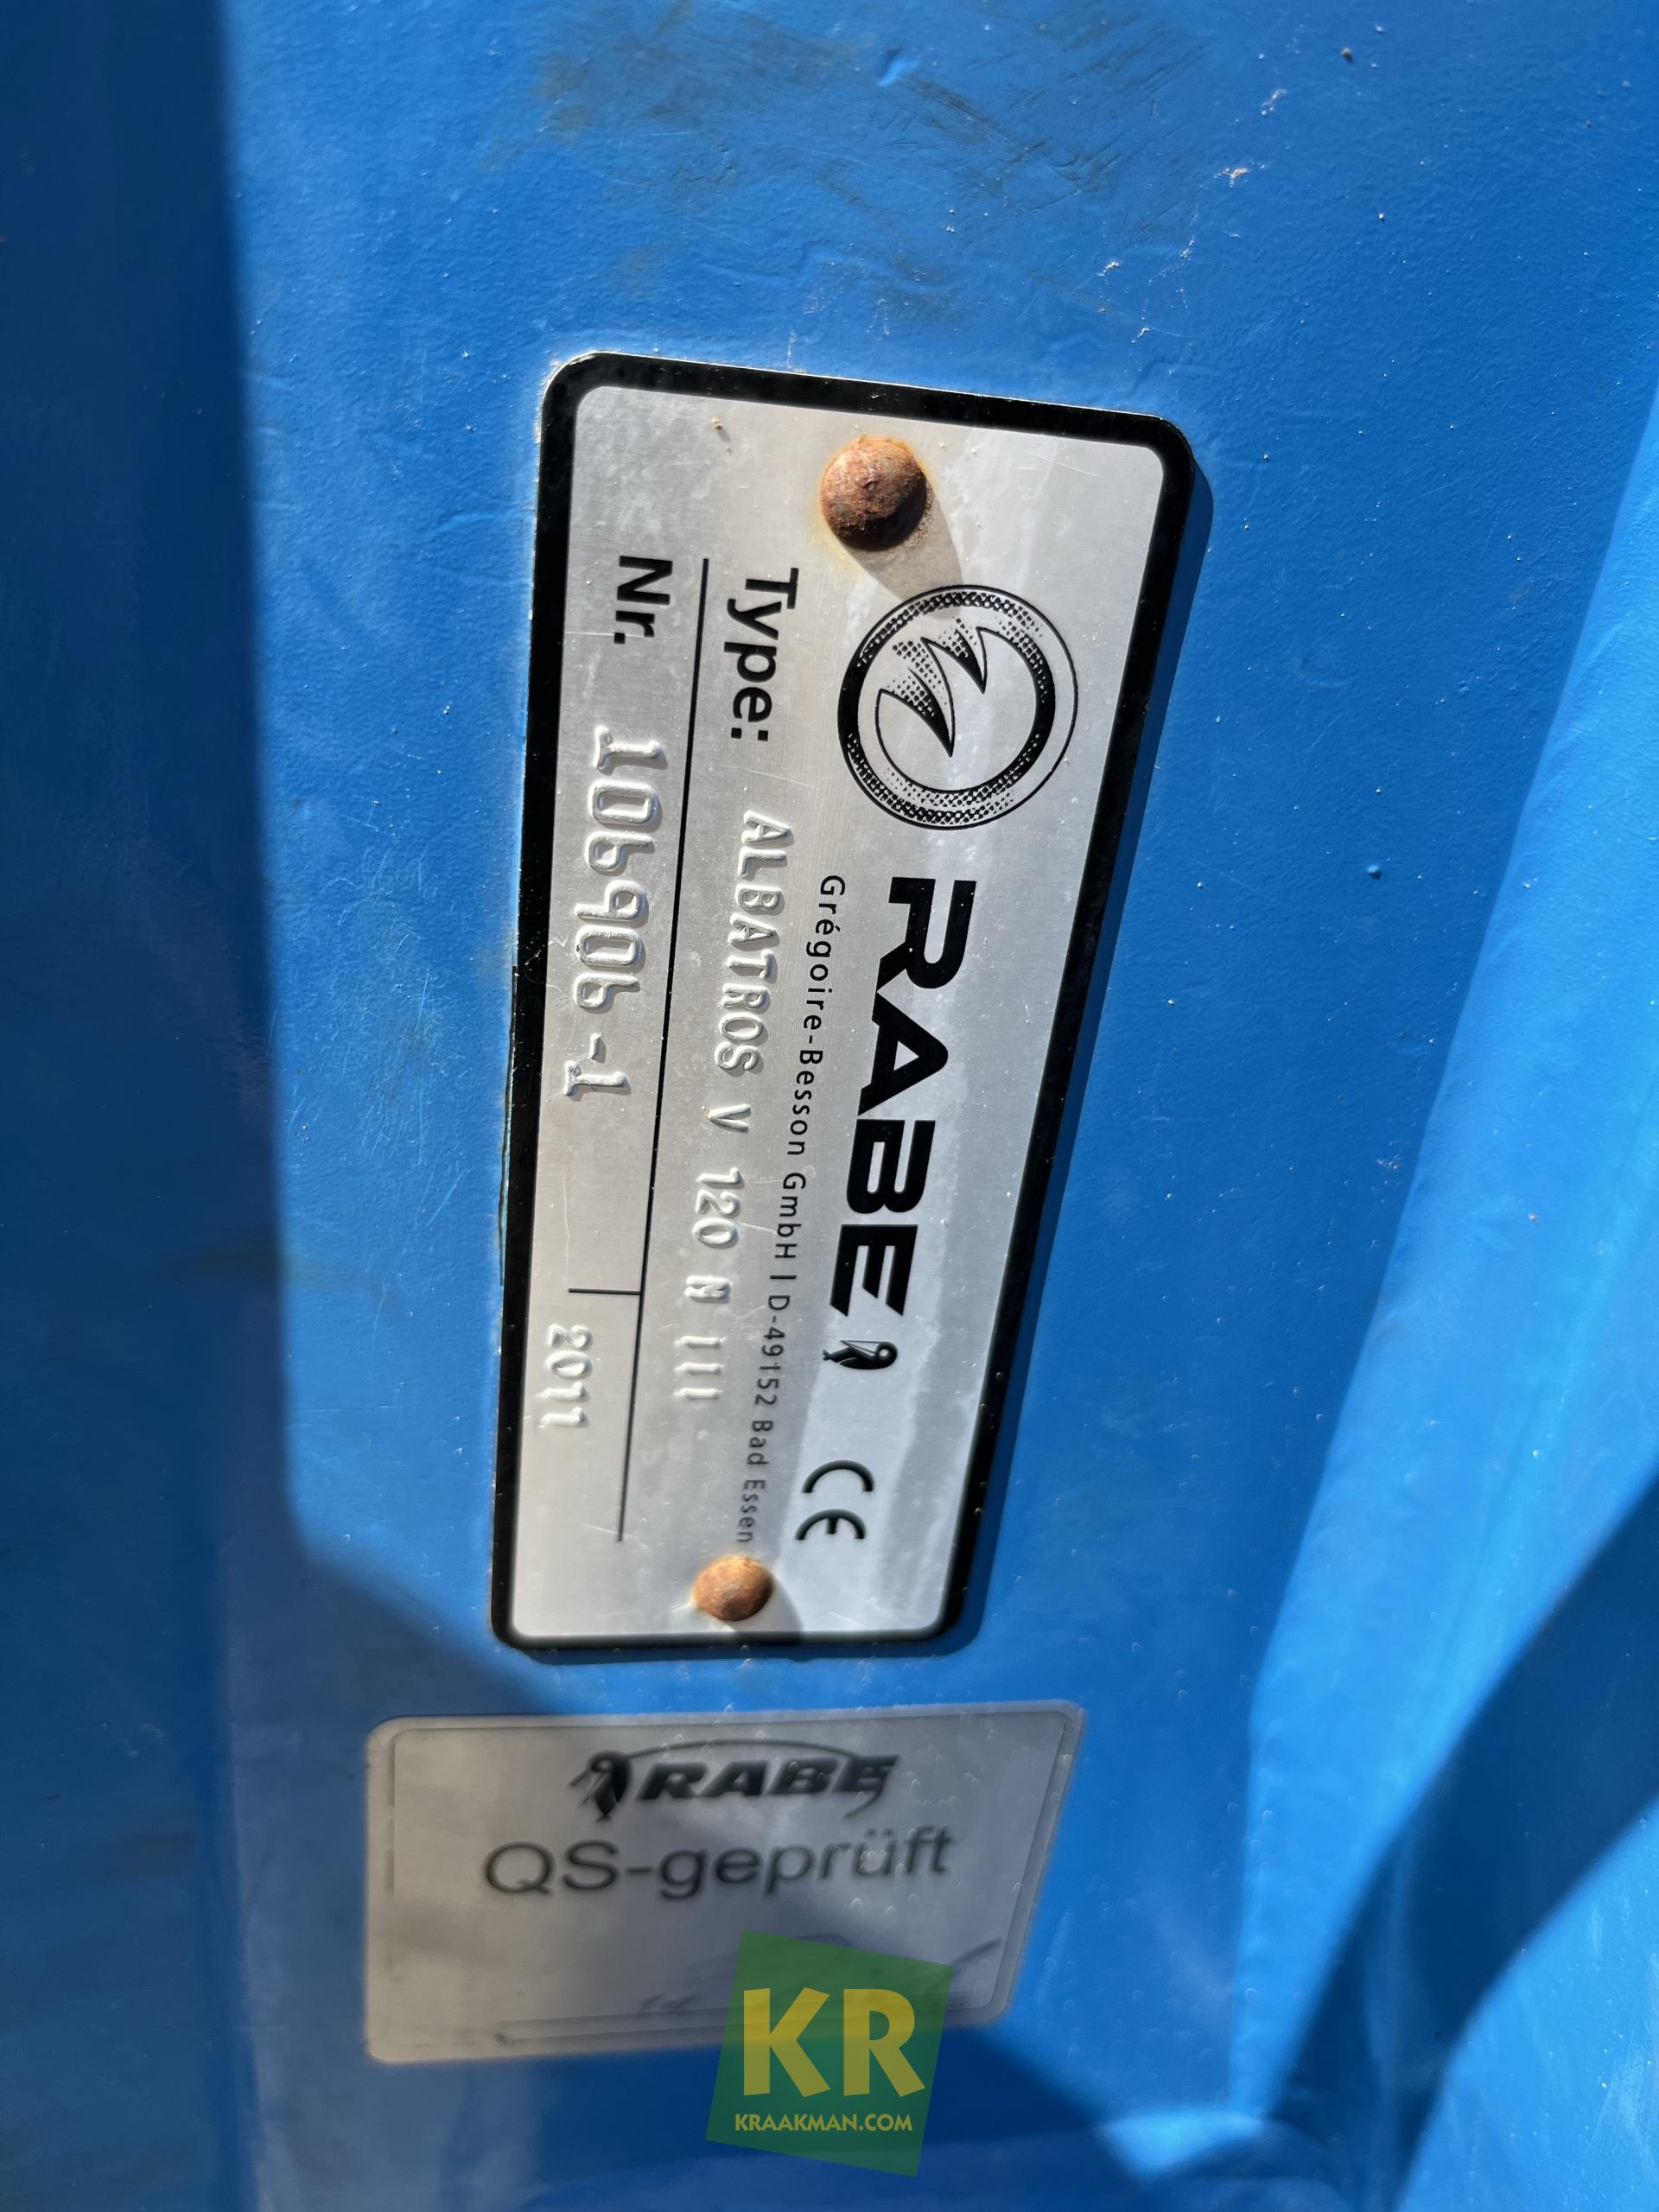 RABE CE
Grégoire-Besson GmbH | D-49152 Bad Essen
Type: ALBATROS V 120 N III
Nr. 106906-1 2011
RABE
QS-geprüft
KR
KRAAKMAN.COM